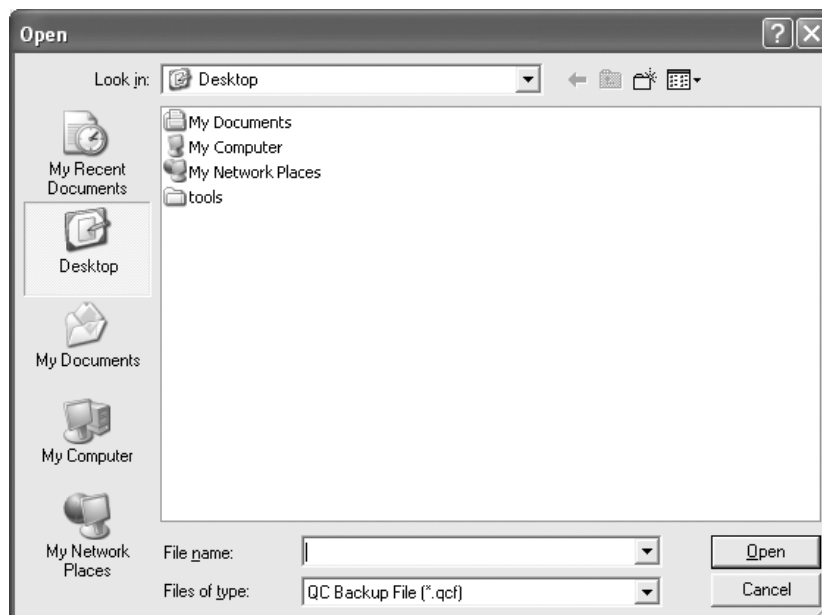 Open
Look in: Desktop
My Recent
Documents
Desktop
My Documents
My Computer
My Network
Places
My Documents
My Computer
My Network Places
tools
File name:
Open
Files of type: QC Backup File (*.qcf)
Cancel